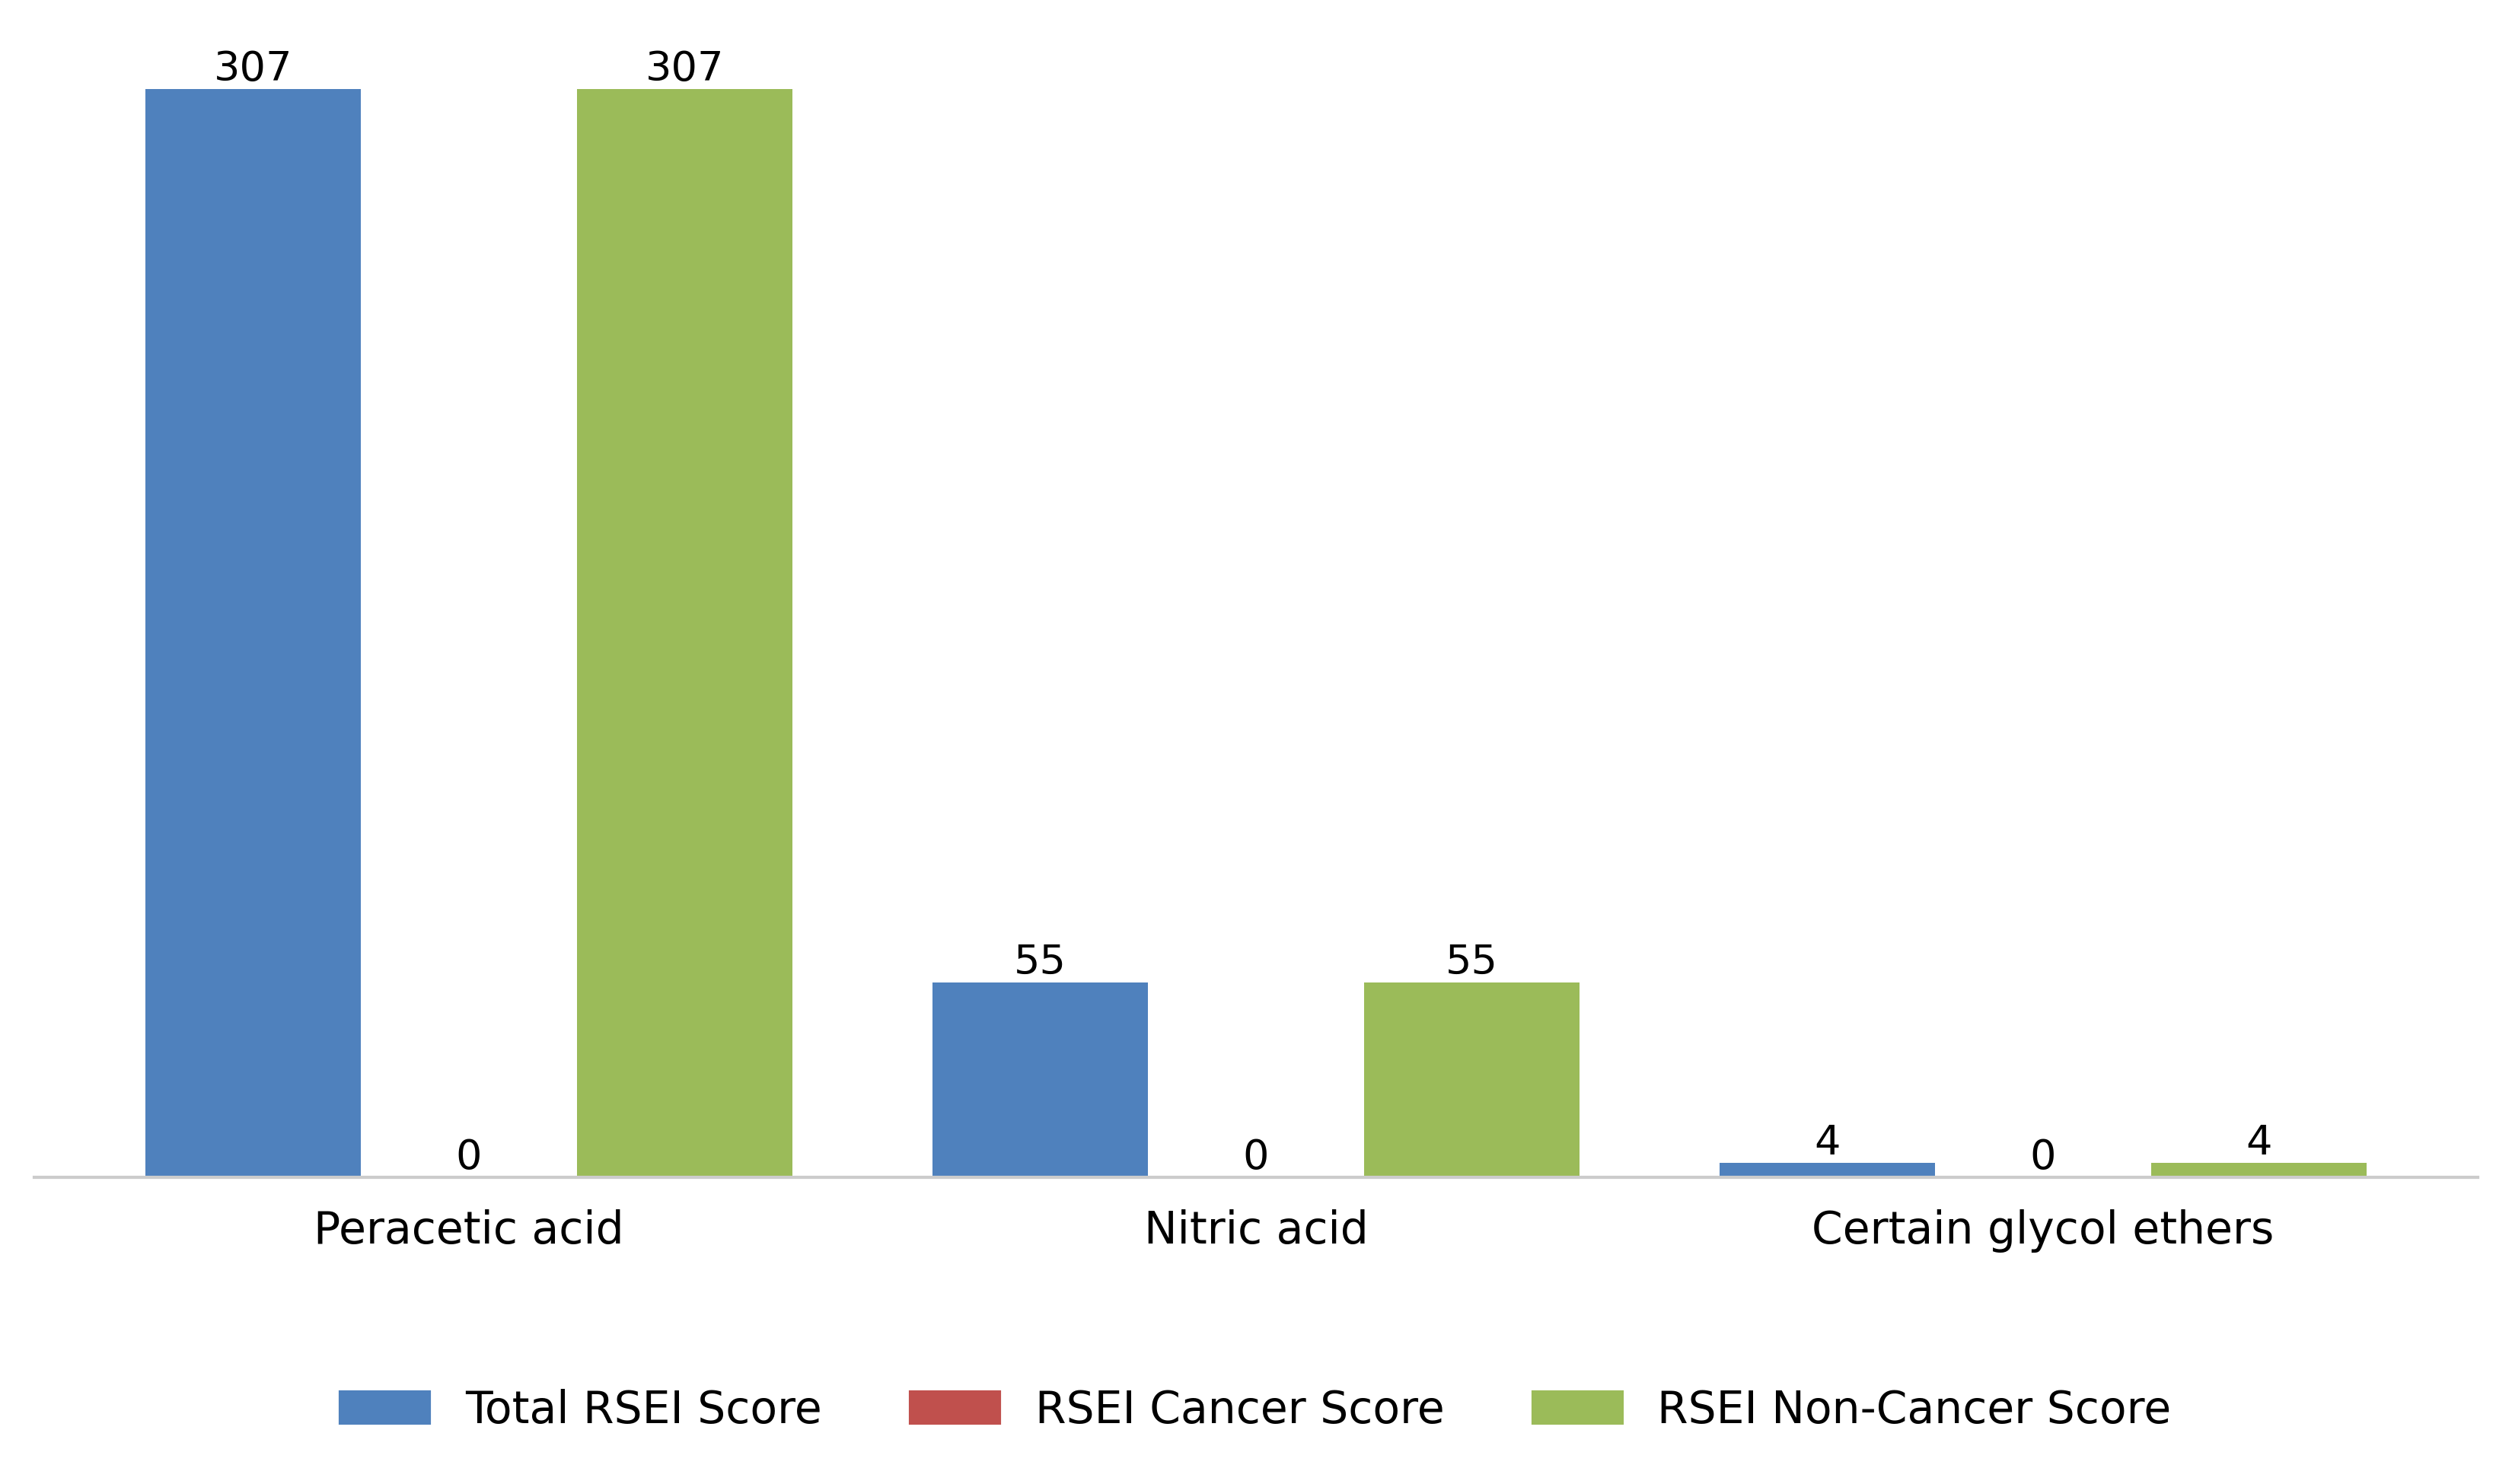 307 307
55 55
4 0 4
0 0
Peracetic acid Nitric acid Certain glycol ethers
Total RSEI Score RSEI Cancer Score RSEI Non-Cancer Score